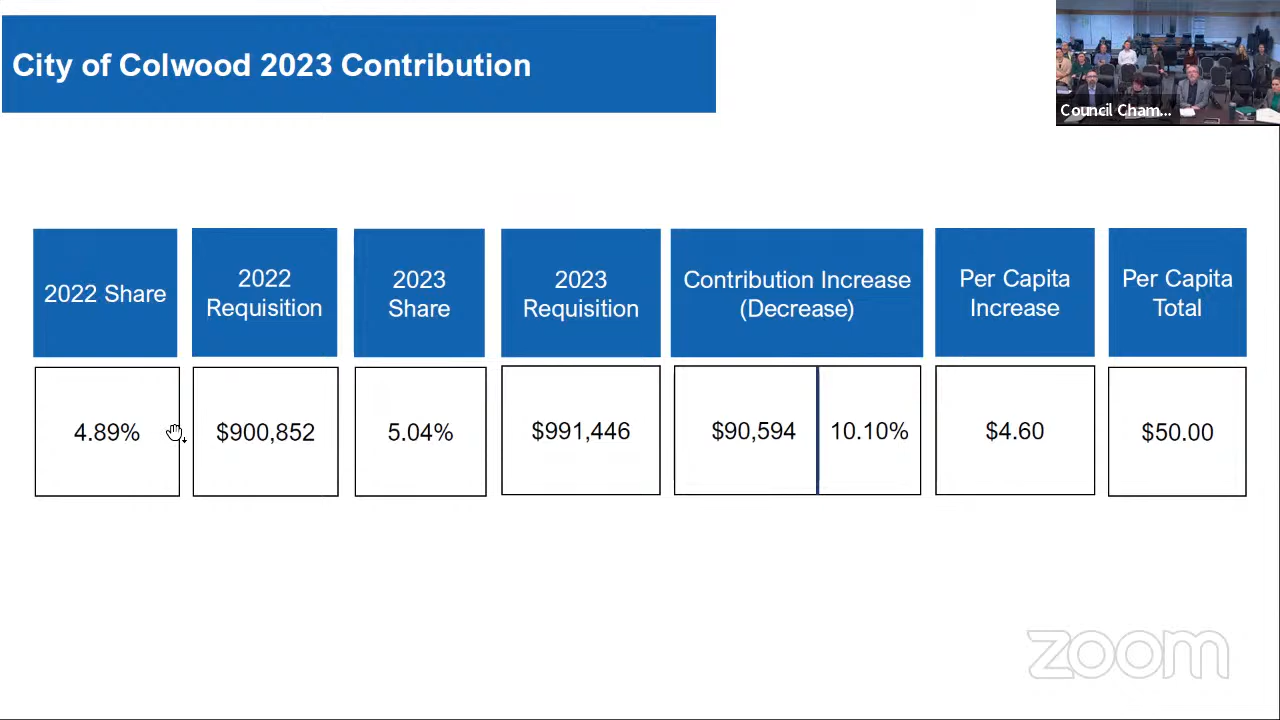 City of Colwood 2023 Contribution
Council Cham...
2022 Share
2022
Requisition
2023
Share
2023
Requisition
Contribution Increase
(Decrease)
Per Capita
Increase
Per Capita
Total
4.89%
$900,852
5.04%
$991,446
$90,594
10.10%
$4.60
$50.00
zoom